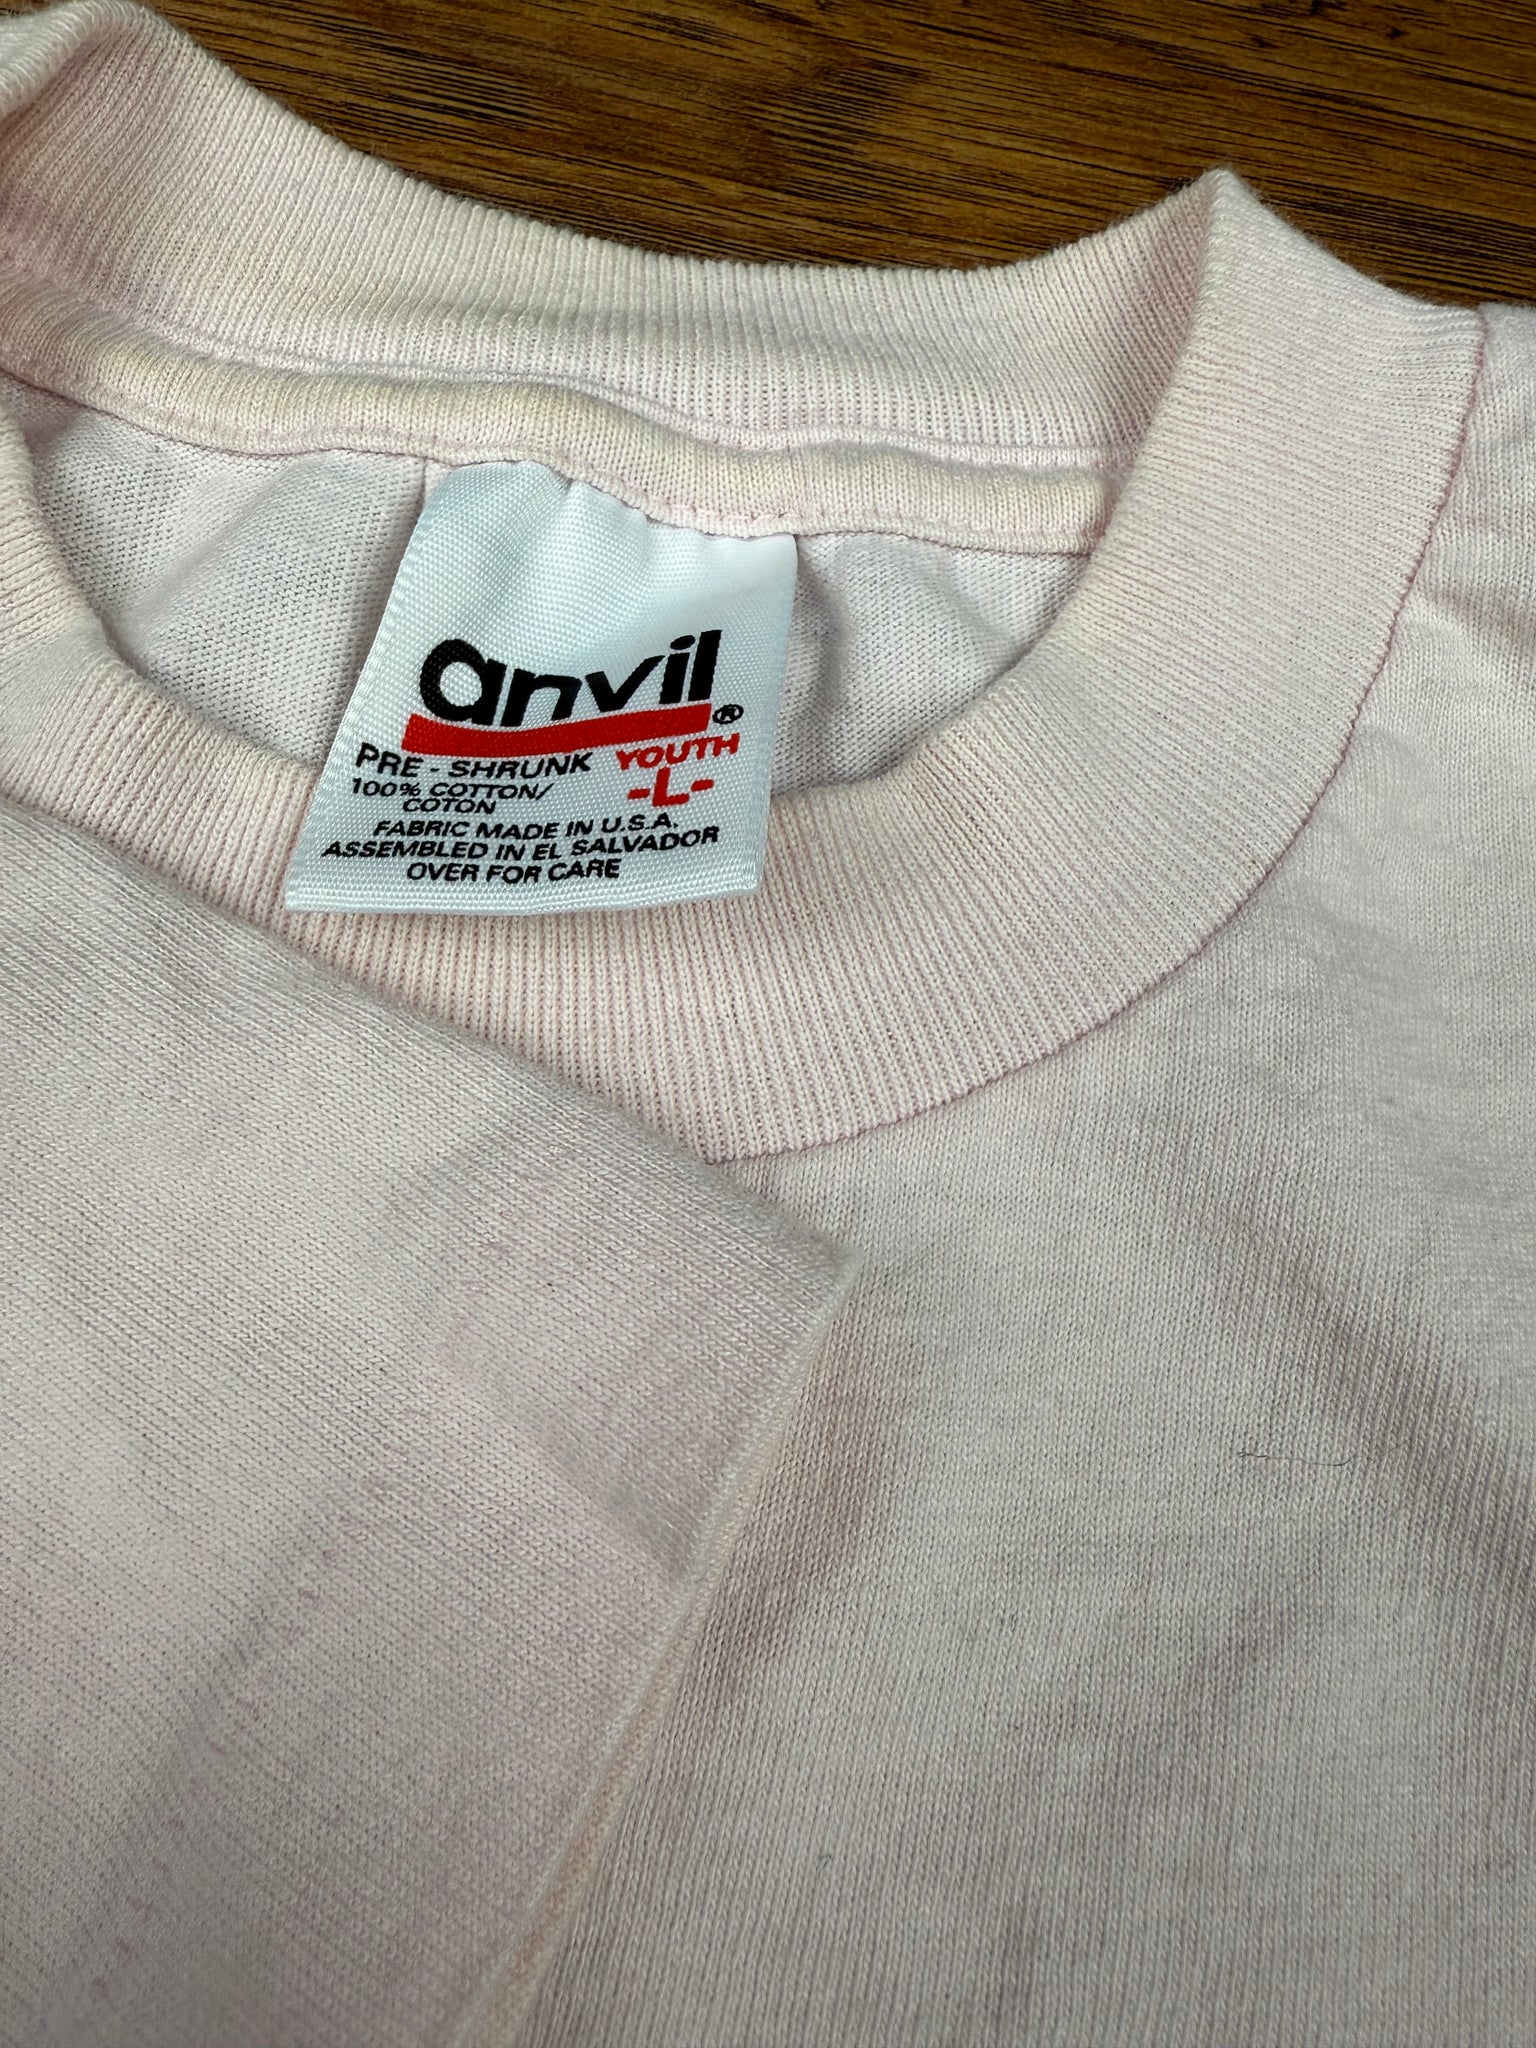 anvil®
PRE-SHRUNK YOUTH
100% COTTON/ -L-
COTON
FABRIC MADE IN U.S.A.
ASSEMBLED IN EL SALVADOR
OVER FOR CARE